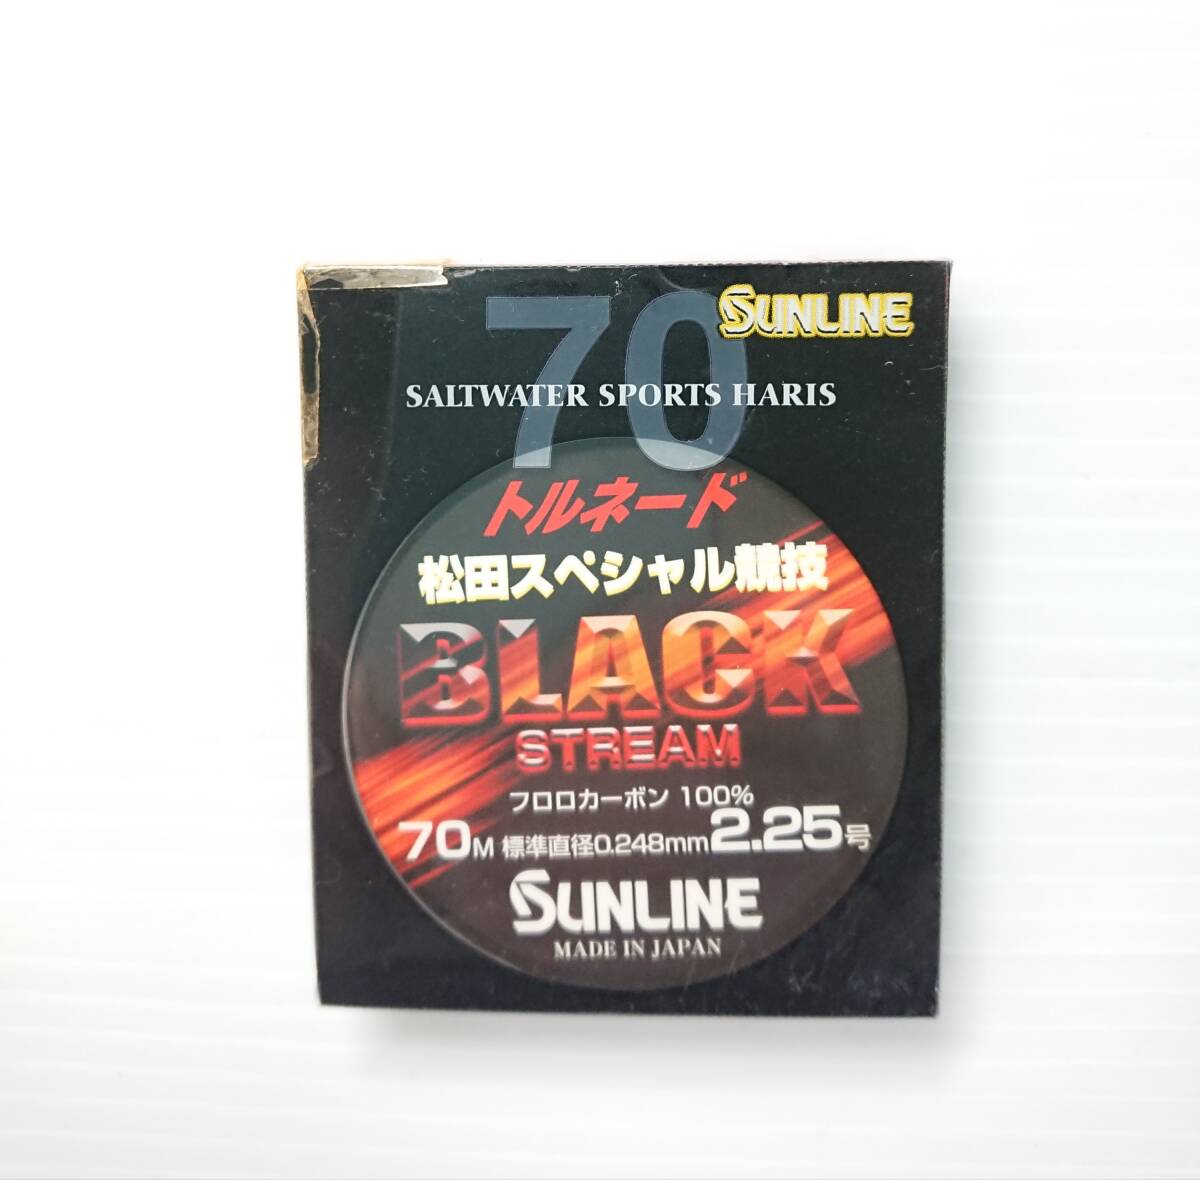 70
SUNLINE
SALTWATER SPORTS HARIS
トルネード
松田スペシャル競技
BLACK
STREAM
フロロカーボン 100%
70M 標準直径0.248mm 2.25号
SUNLINE
MADE IN JAPAN